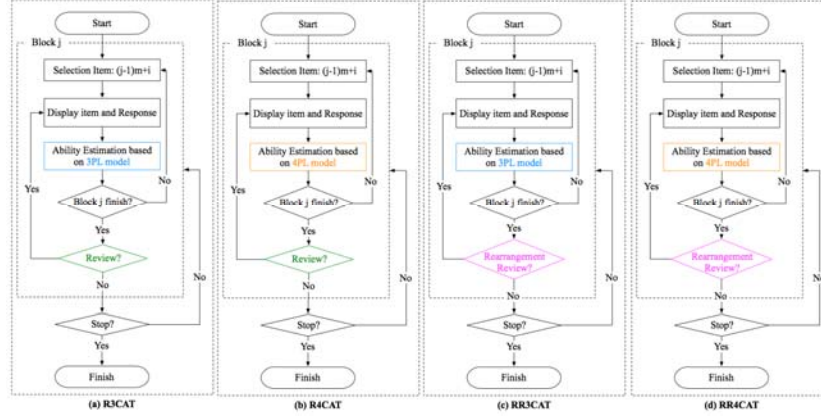 Start
Block j
Selection Item: (j-1)m+i
Display item and Response
Ability Estimation based
on 3PL model
Yes
No
Block j finish?
Yes
Review?
No
No
Stop?
Yes
Finish
(a) R3CAT
Start
Block j
Selection Item: (j-1)m+i
Display item and Response
Ability Estimation based
on 4PL model
Yes
No
Block j finish?
Yes
Review?
No
No
Stop?
Yes
Finish
(b) R4CAT
Start
Block j
Selection Item: (j-1)m+i
Display item and Response
Ability Estimation based
on 3PL model
Yes
No
Block j finish?
Yes
Rearrangement
Review?
No
No
Stop?
Yes
Finish
(c) RR3CAT
Start
Block j
Selection Item: (j-1)m+i
Display item and Response
Ability Estimation based
on 4PL model
Yes
No
Block j finish?
Yes
Rearrangement
Review?
No
No
Stop?
Yes
Finish
(d) RR4CAT